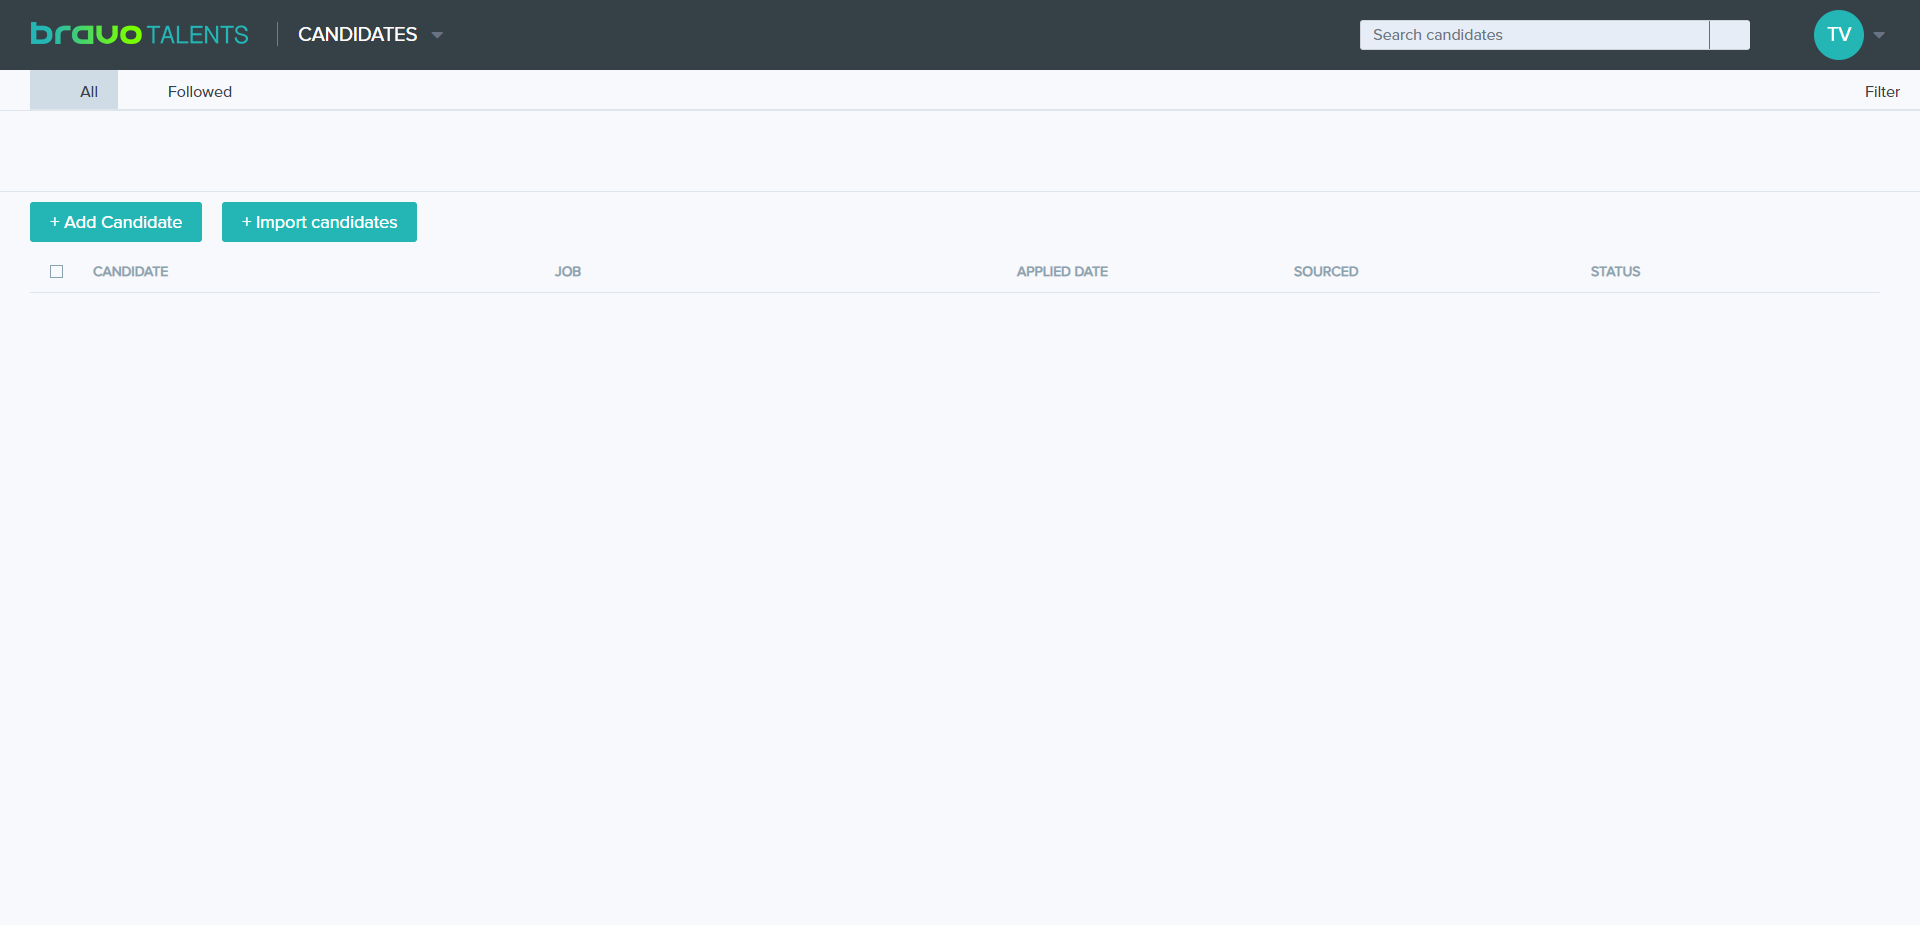 bravo TALENTS
CANDIDATES
Search candidates
TV
All
Followed
Filter
+ Add Candidate
+ Import candidates
CANDIDATE
JOB
APPLIED DATE
SOURCED
STATUS